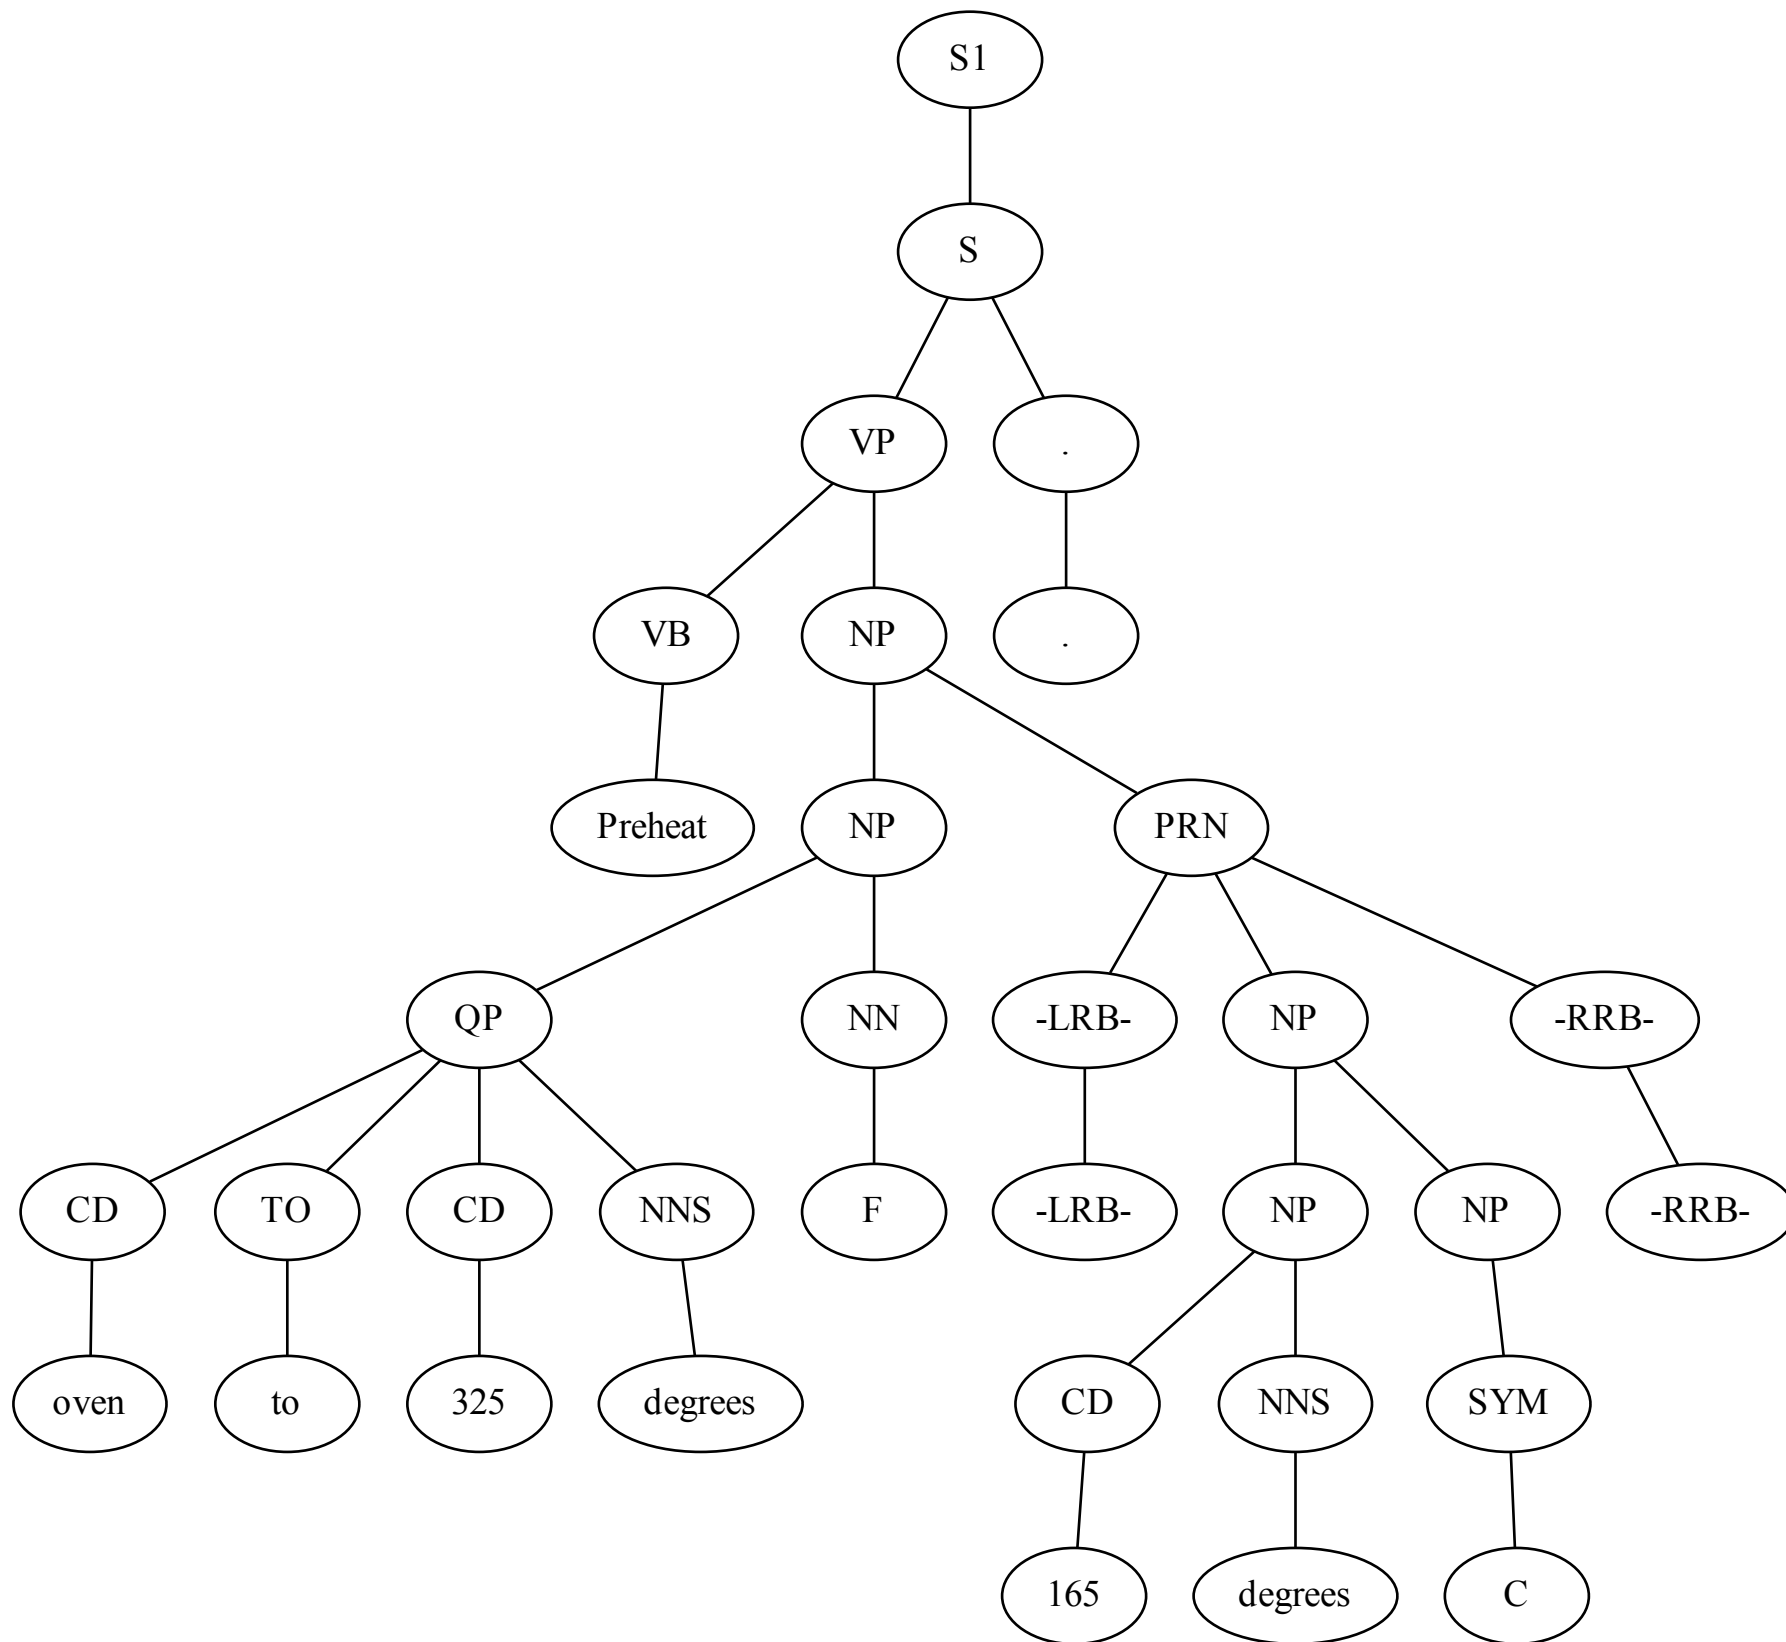 S1
S
VP .
VB NP .
Preheat NP PRN
QP NN -LRB- NP -RRB-
CD TO CD NNS F -LRB- NP NP -RRB-
oven to 325 degrees CD NNS SYM
165 degrees C